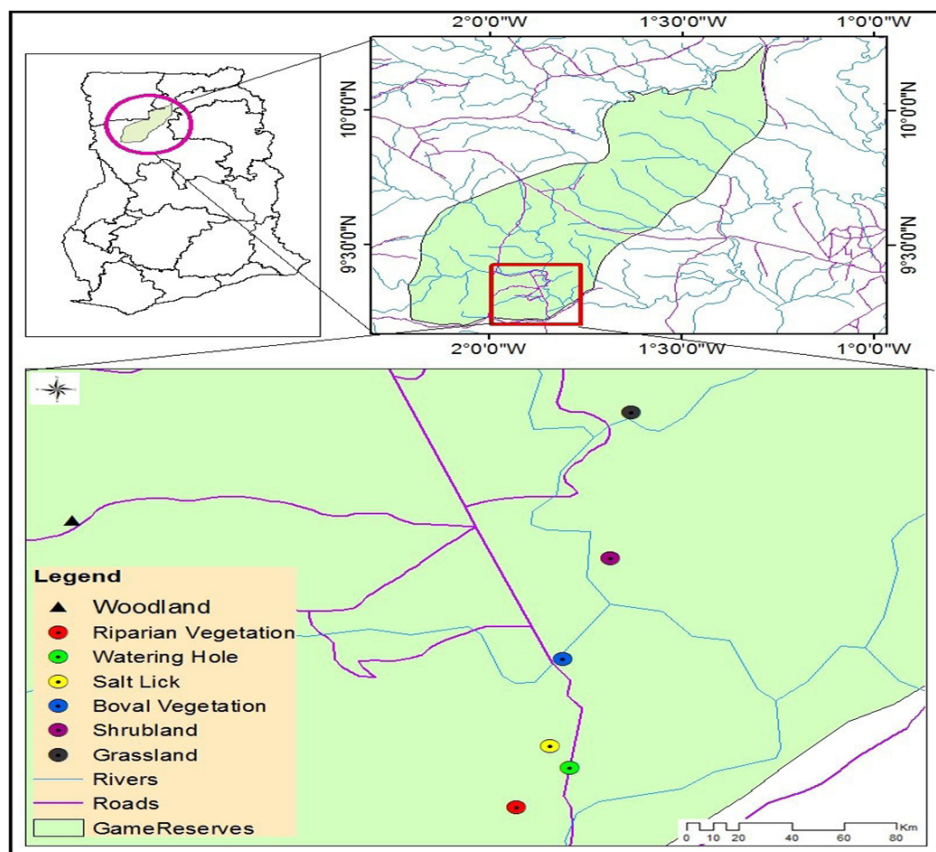 2°0'0"W 1°30'0"W 1°0'0"W
10°0'0"N 10°0'0"N
9°30'0"N 9°30'0"N
2°0'0"W 1°30'0"W 1°0'0"W
Legend
Woodland
Riparian Vegetation
Watering Hole
Salt Lick
Boval Vegetation
Shrubland
Grassland
Rivers
Roads
GameReserves
Km
0 10 20 40 60 80